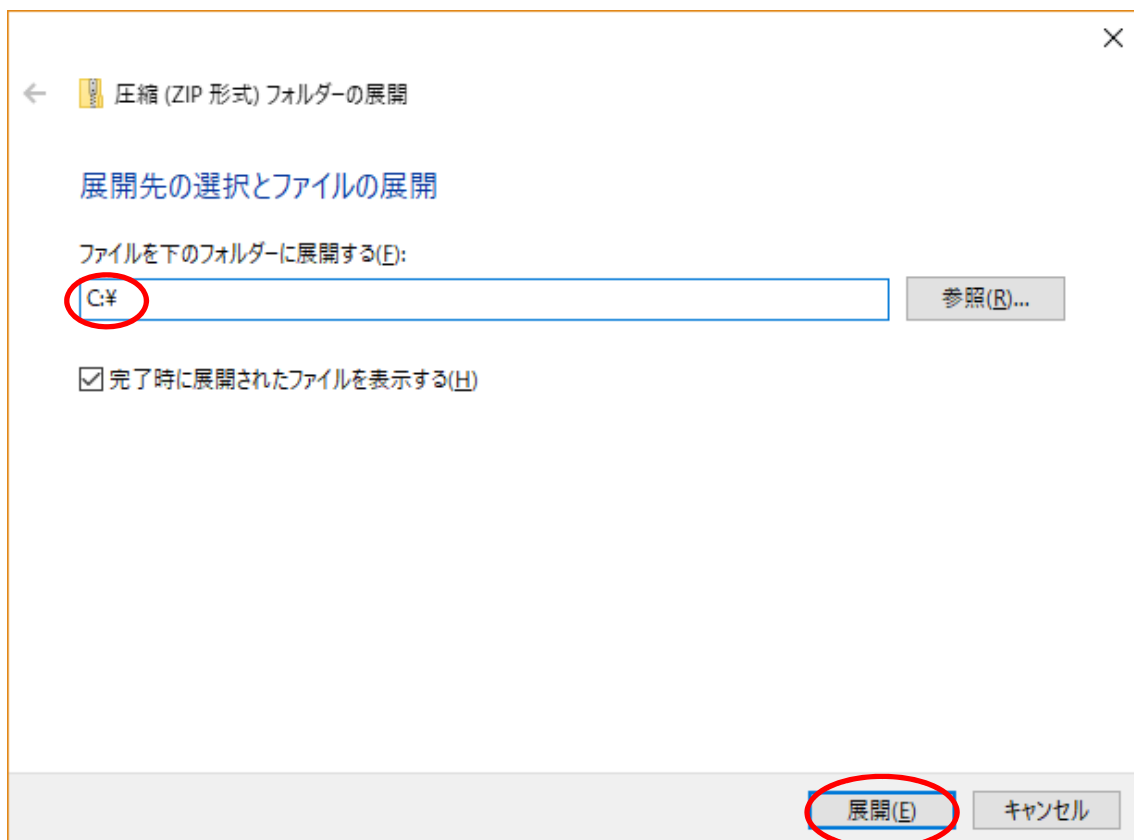 圧縮 (ZIP 形式) フォルダーの展開
展開先の選択とファイルの展開
ファイルを下のフォルダーに展開する(F):
C:¥
参照(R)...
完了時に展開されたファイルを表示する(H)
展開(E)
キャンセル